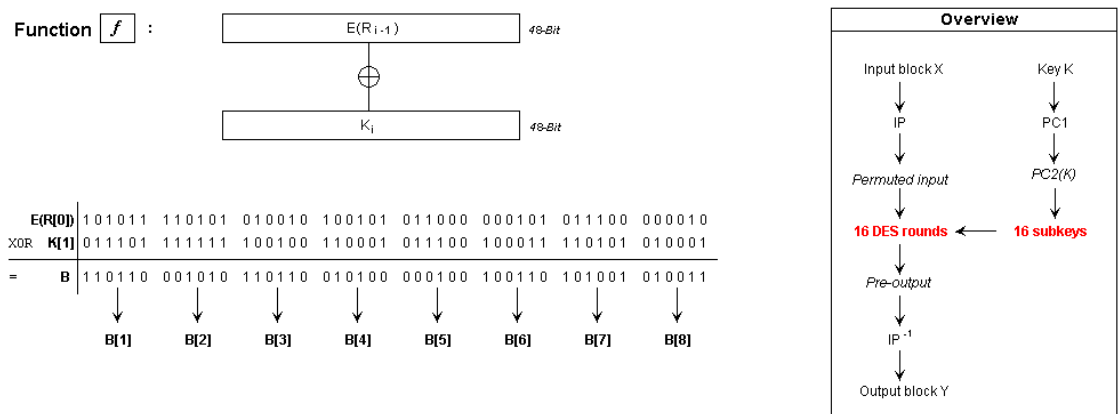 Function f :
E(R i-1)
48-Bit
K i
48-Bit
E(R[0]) 101011 110101 010010 100101 011000 000101 011100 000010
XOR K[1] 011101 111111 100100 110001 011100 100011 110101 010001
= B 110110 001010 110110 010100 000100 100110 101001 010011
B[1] B[2] B[3] B[4] B[5] B[6] B[7] B[8]
Overview
Input block X Key K
IP PC1
Permuted input PC2(K)
16 DES rounds 16 subkeys
Pre-output
IP -1
Output block Y